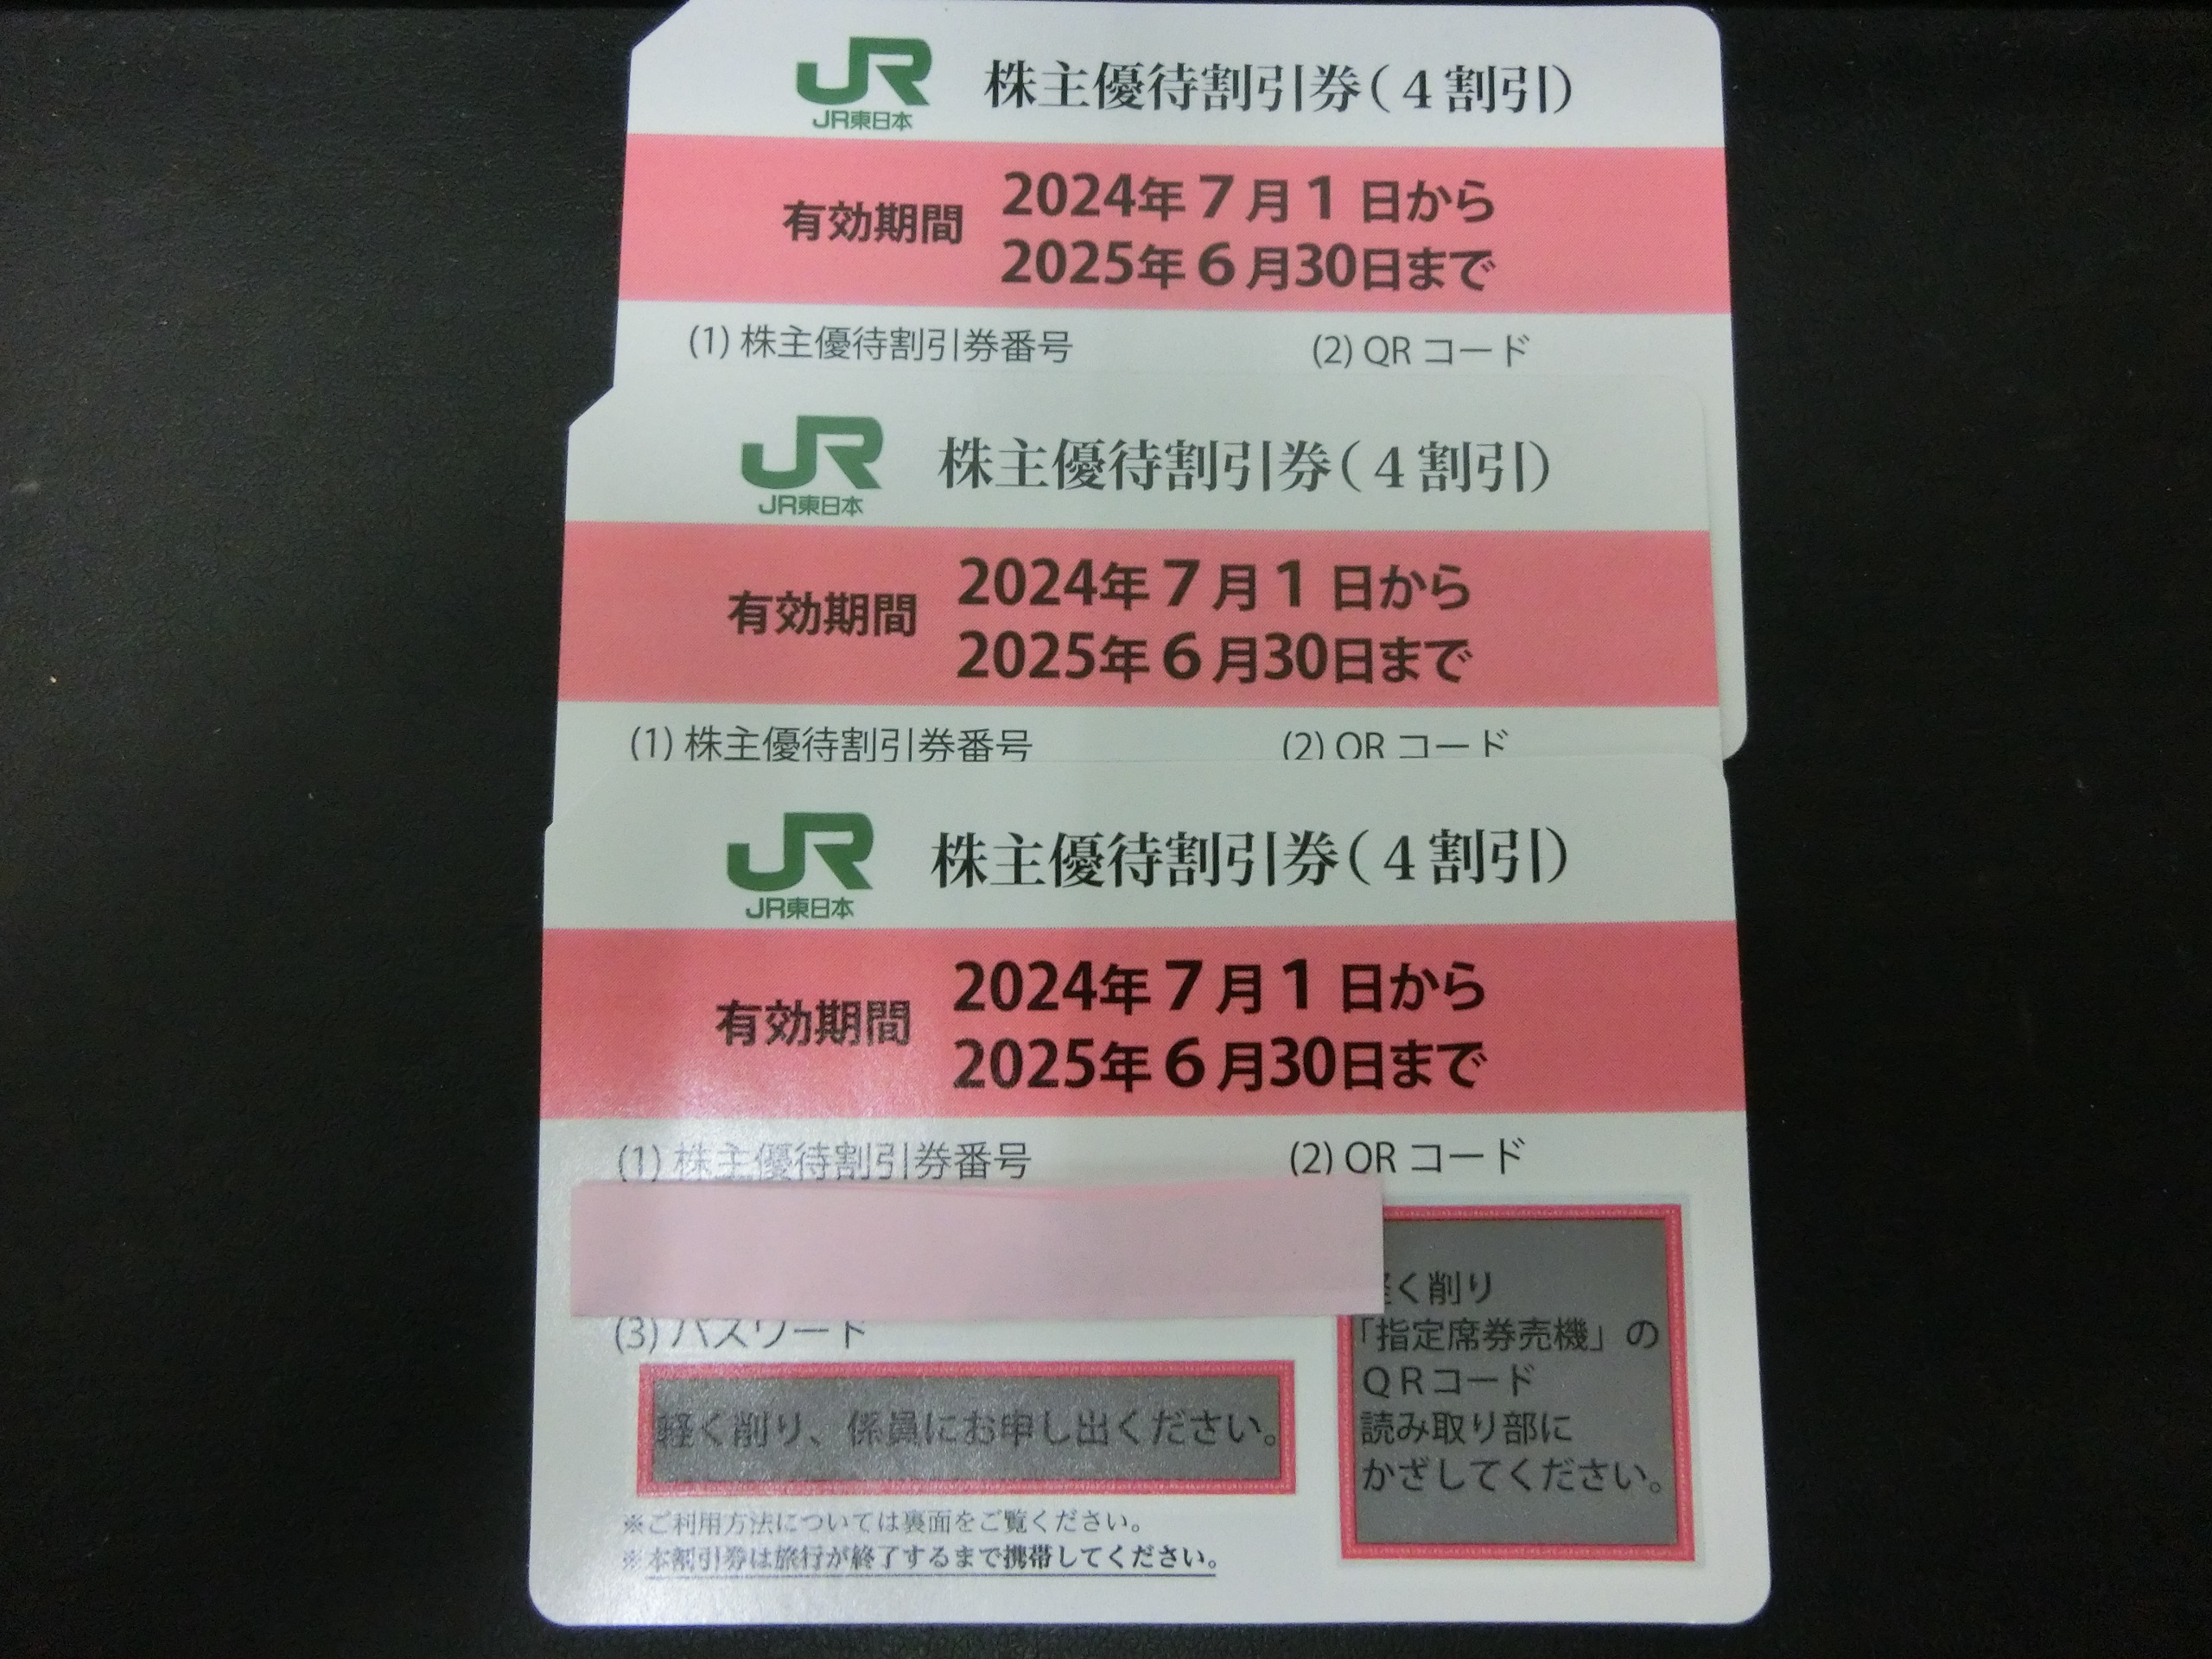 JR 株主優待割引券(4割引)
JR東日本
有効期間
2024年7月1日から
2025年6月30日まで
(1) 株主優待割引券番号
(2) QR コード
JR 株主優待割引券(4割引)
JR東日本
有効期間
2024年7月1日から
2025年6月30日まで
(1) 株主優待割引券番号
(2) QR コード
JR 株主優待割引券(4割引)
JR東日本
有効期間
2024年7月1日から
2025年6月30日まで
(1) 株主優待割引券番号
(2) QR コード
軽く削り
「指定席券売機」の
QRコード
読み取り部に
かざしてください。
(3) パスワード
軽く削り、係員にお申し出ください。
※ご利用方法については裏面をご覧ください。
※本割引券は旅行が終了するまで携帯してください。